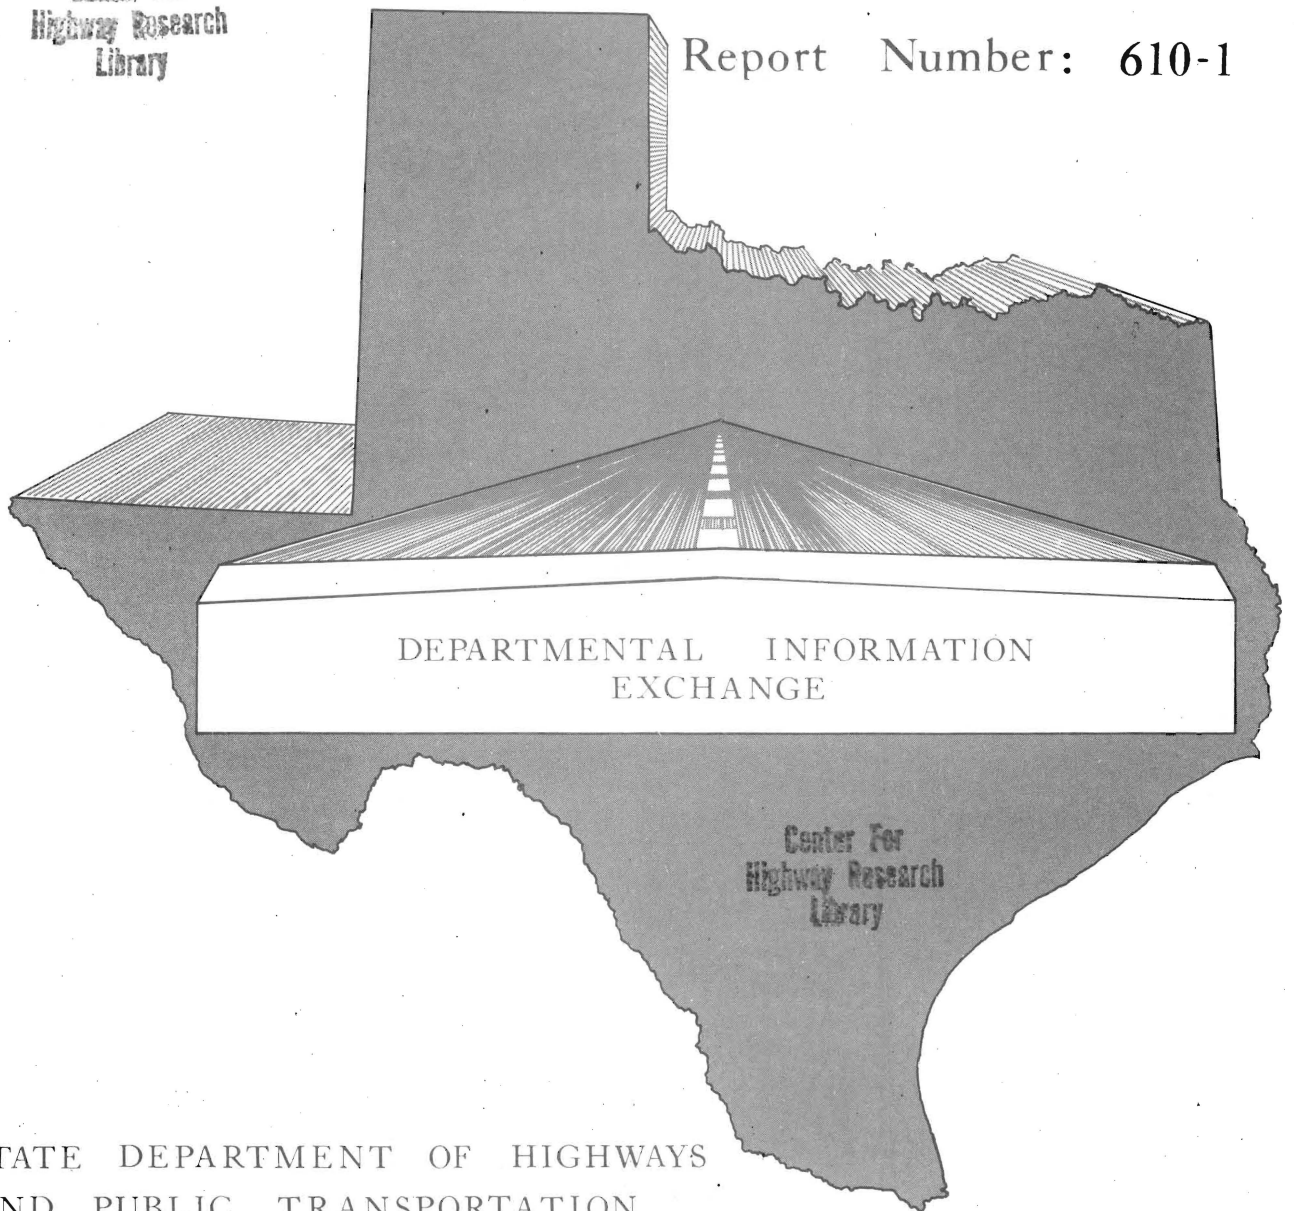 Highway Research
Library
Report Number: 610-1
DEPARTMENTAL INFORMATION
EXCHANGE
Center For
Highway Research
Library
TATE DEPARTMENT OF HIGHWAYS
ND PUBLIC TRANSPORTATION